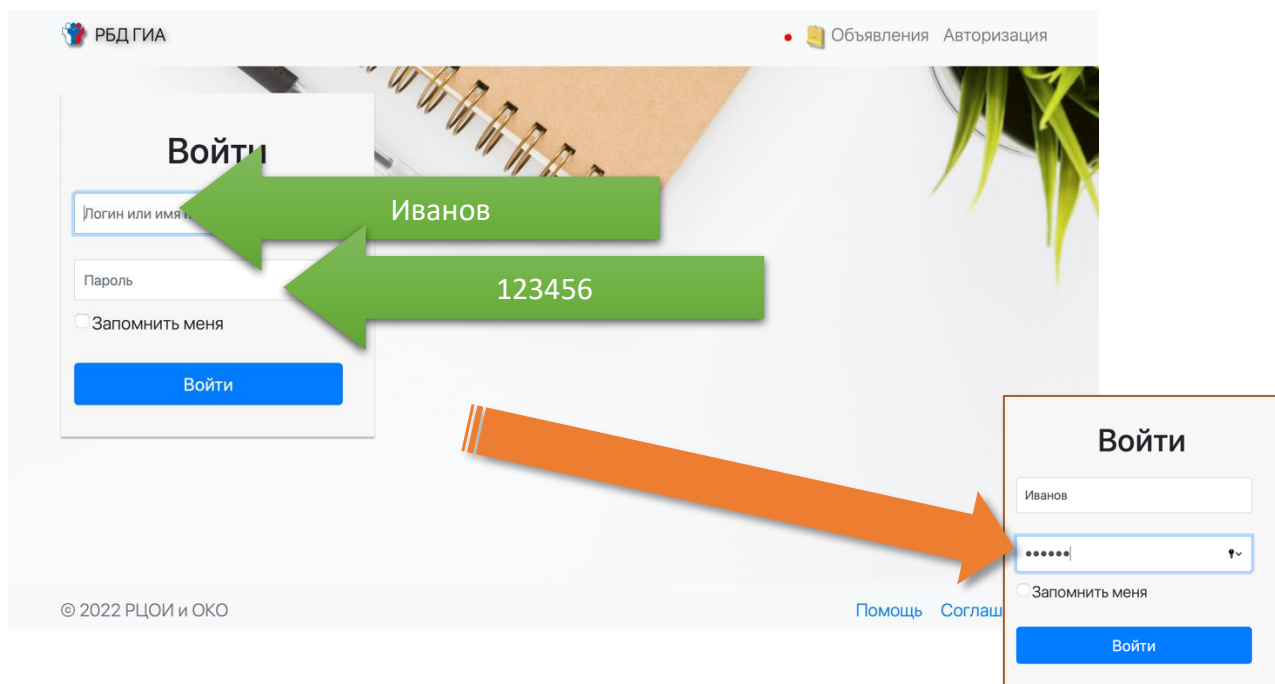 РБД ГИА
Объявления Авторизация
Войти
Логин или имя
Иванов
Пароль
123456
Запомнить меня
Войти
© 2022 РЦОИ и ОКО
Помощь
Войти
Иванов
••••••
Запомнить меня
Войти